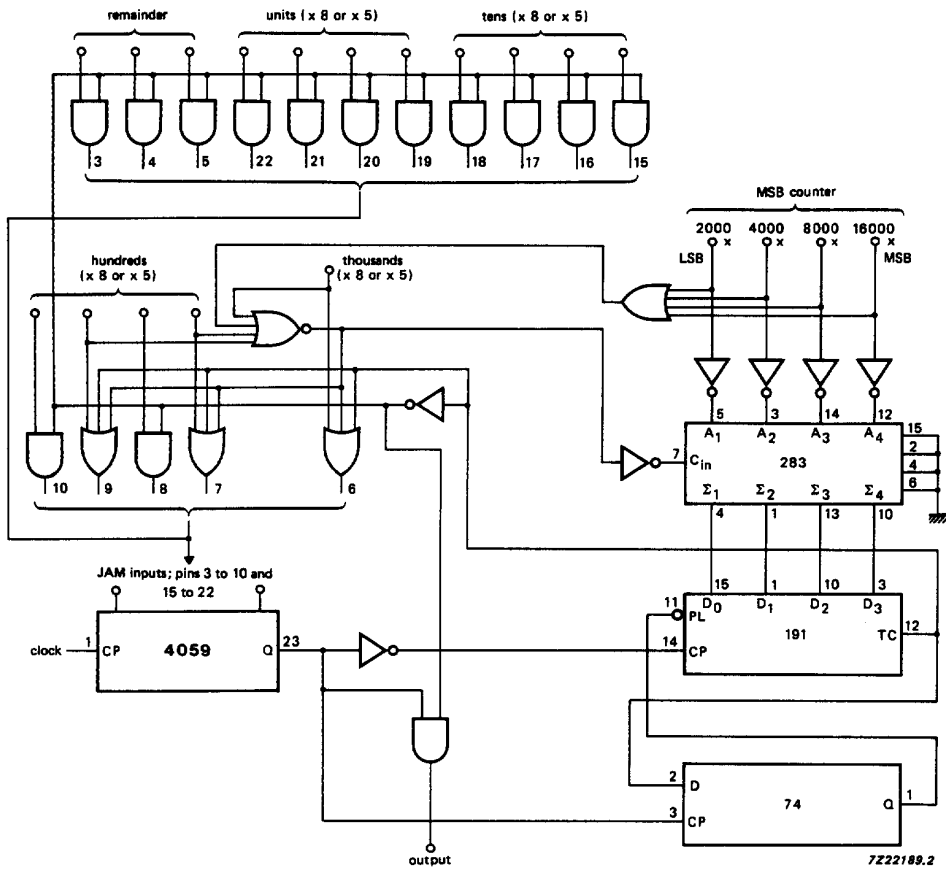 remainder
units (x 8 or x 5)
tens (x 8 or x 5)
3
4
5
22
21
20
19
18
17
16
15
MSB counter
2000 x
4000 x
8000 x
16000 x
LSB
MSB
hundreds
(x 8 or x 5)
thousands
(x 8 or x 5)
5
3
14
12
A1
A2
A3
A4
15
2
4
6
7
Cin
283
Σ1
Σ2
Σ3
Σ4
4
1
13
10
10
9
8
7
6
JAM inputs; pins 3 to 10 and
15 to 22
15
1
10
3
D0
D1
D2
D3
11
PL
191
TC
12
14
CP
clock
1
CP
4059
Q
23
2
D
74
Q
1
3
CP
output
7Z22189.2